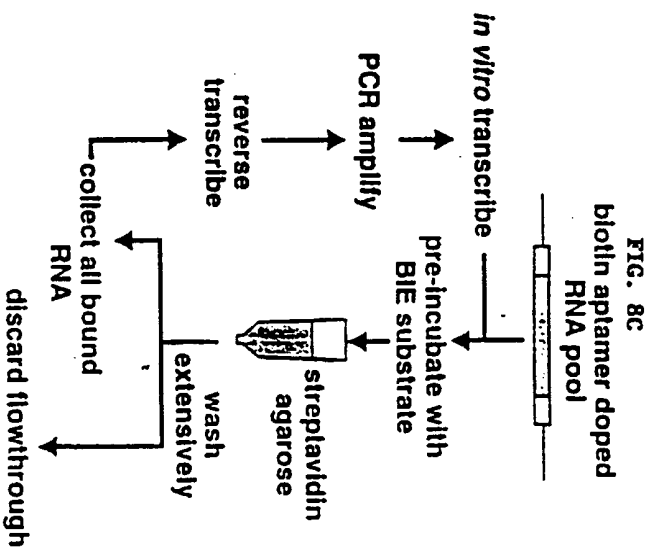 FIG. 8C
biotin aptamer doped
RNA pool
in vitro transcribe
pre-incubate with
BIE substrate
PCR amplify
streptavidin
agarose
reverse
transcribe
wash
extensively
collect all bound
RNA
discard flowthrough